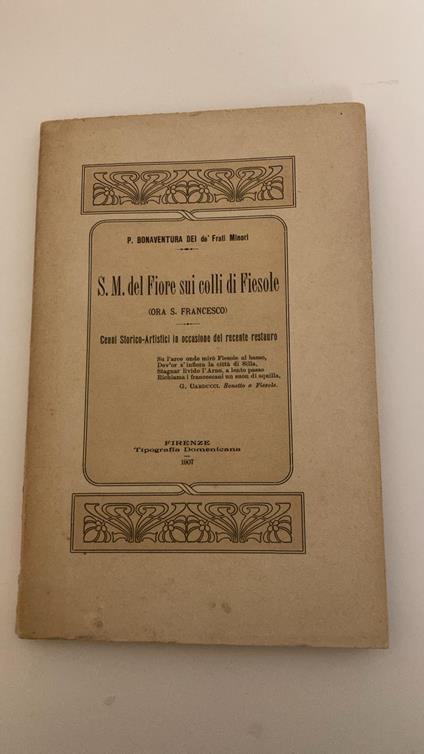 P. BONAVENTURA DEI de' Frati Minori
S. M. del Fiore sui colli di Fiesole
(ORA S. FRANCESCO)
Cenni Storico-Artistici in occasione del recente restauro
Su l'arce onde mirò Fiesole al basso,
Dov'or s'infiora la città di Silla,
Stagnar livido l'Arno, a lento passo
Richiama i francescani un suon di squilla.
G. CARDUCCI. Sonetto a Fiesole.
FIRENZE
Tipografia Domenicana
1907